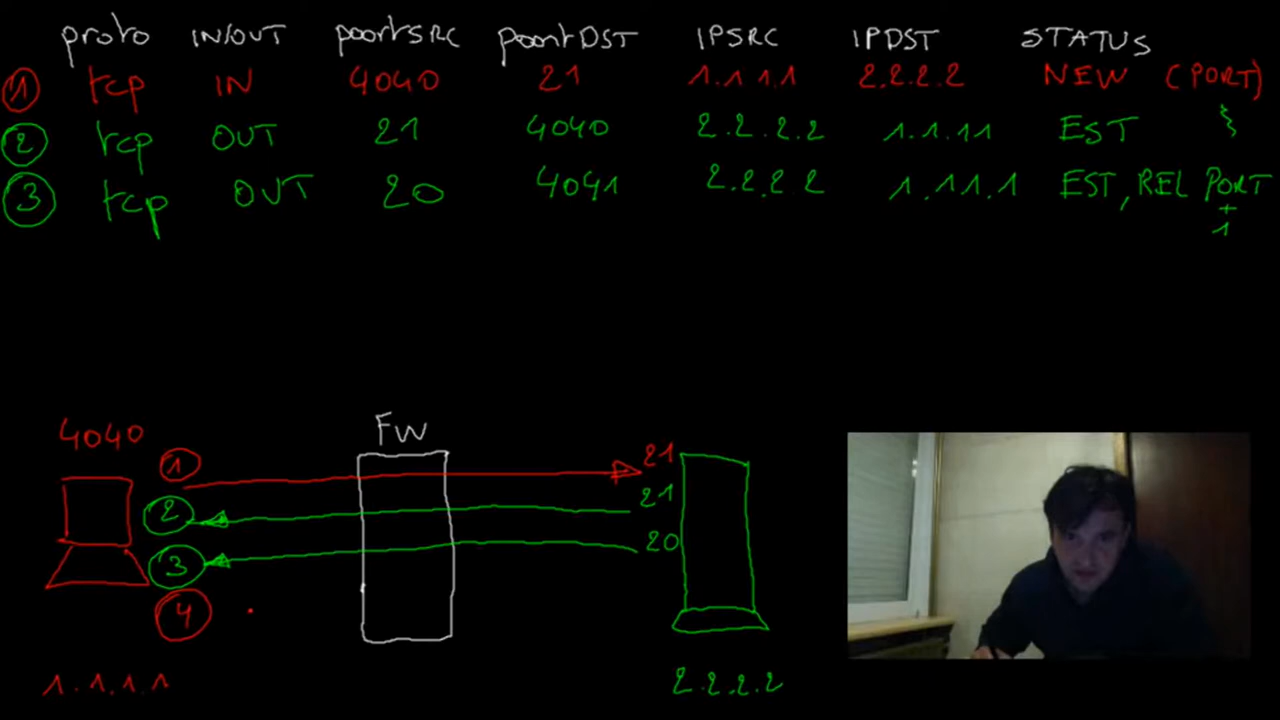 proto IN/OUT poortSRC poortDST IPSRC IPDST STATUS
1 tcp IN 4040 21 1.1.1.1 2.2.2.2 NEW (PORT)
2 tcp OUT 21 4040 2.2.2.2 1.1.1.1 EST
3 tcp OUT 20 4041 2.2.2.2 1.1.1.1 EST, REL PORT
+
1
FW
4040
1
21
2
21
3
20
4
1.1.1.1
2.2.2.2